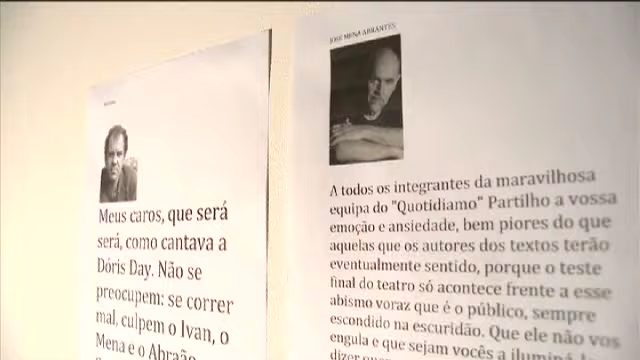 Meus caros, que será
será, como cantava a
Dóris Day. Não se
preocupem: se correr
mal, culpem o Ivan, o
Mena e o Abraão
JOSÉ MENA ABRANTES
A todos os integrantes da maravilhosa
equipa do "Quotidiamo" Partilho a vossa
emoção e ansiedade, bem piores do que
aquelas que os autores dos textos terão
eventualmente sentido, porque o teste
final do teatro só acontece frente a esse
abismo voraz que é o público, sempre
escondido na escuridão. Que ele não vos
engula e que sejam vocês a
dizer